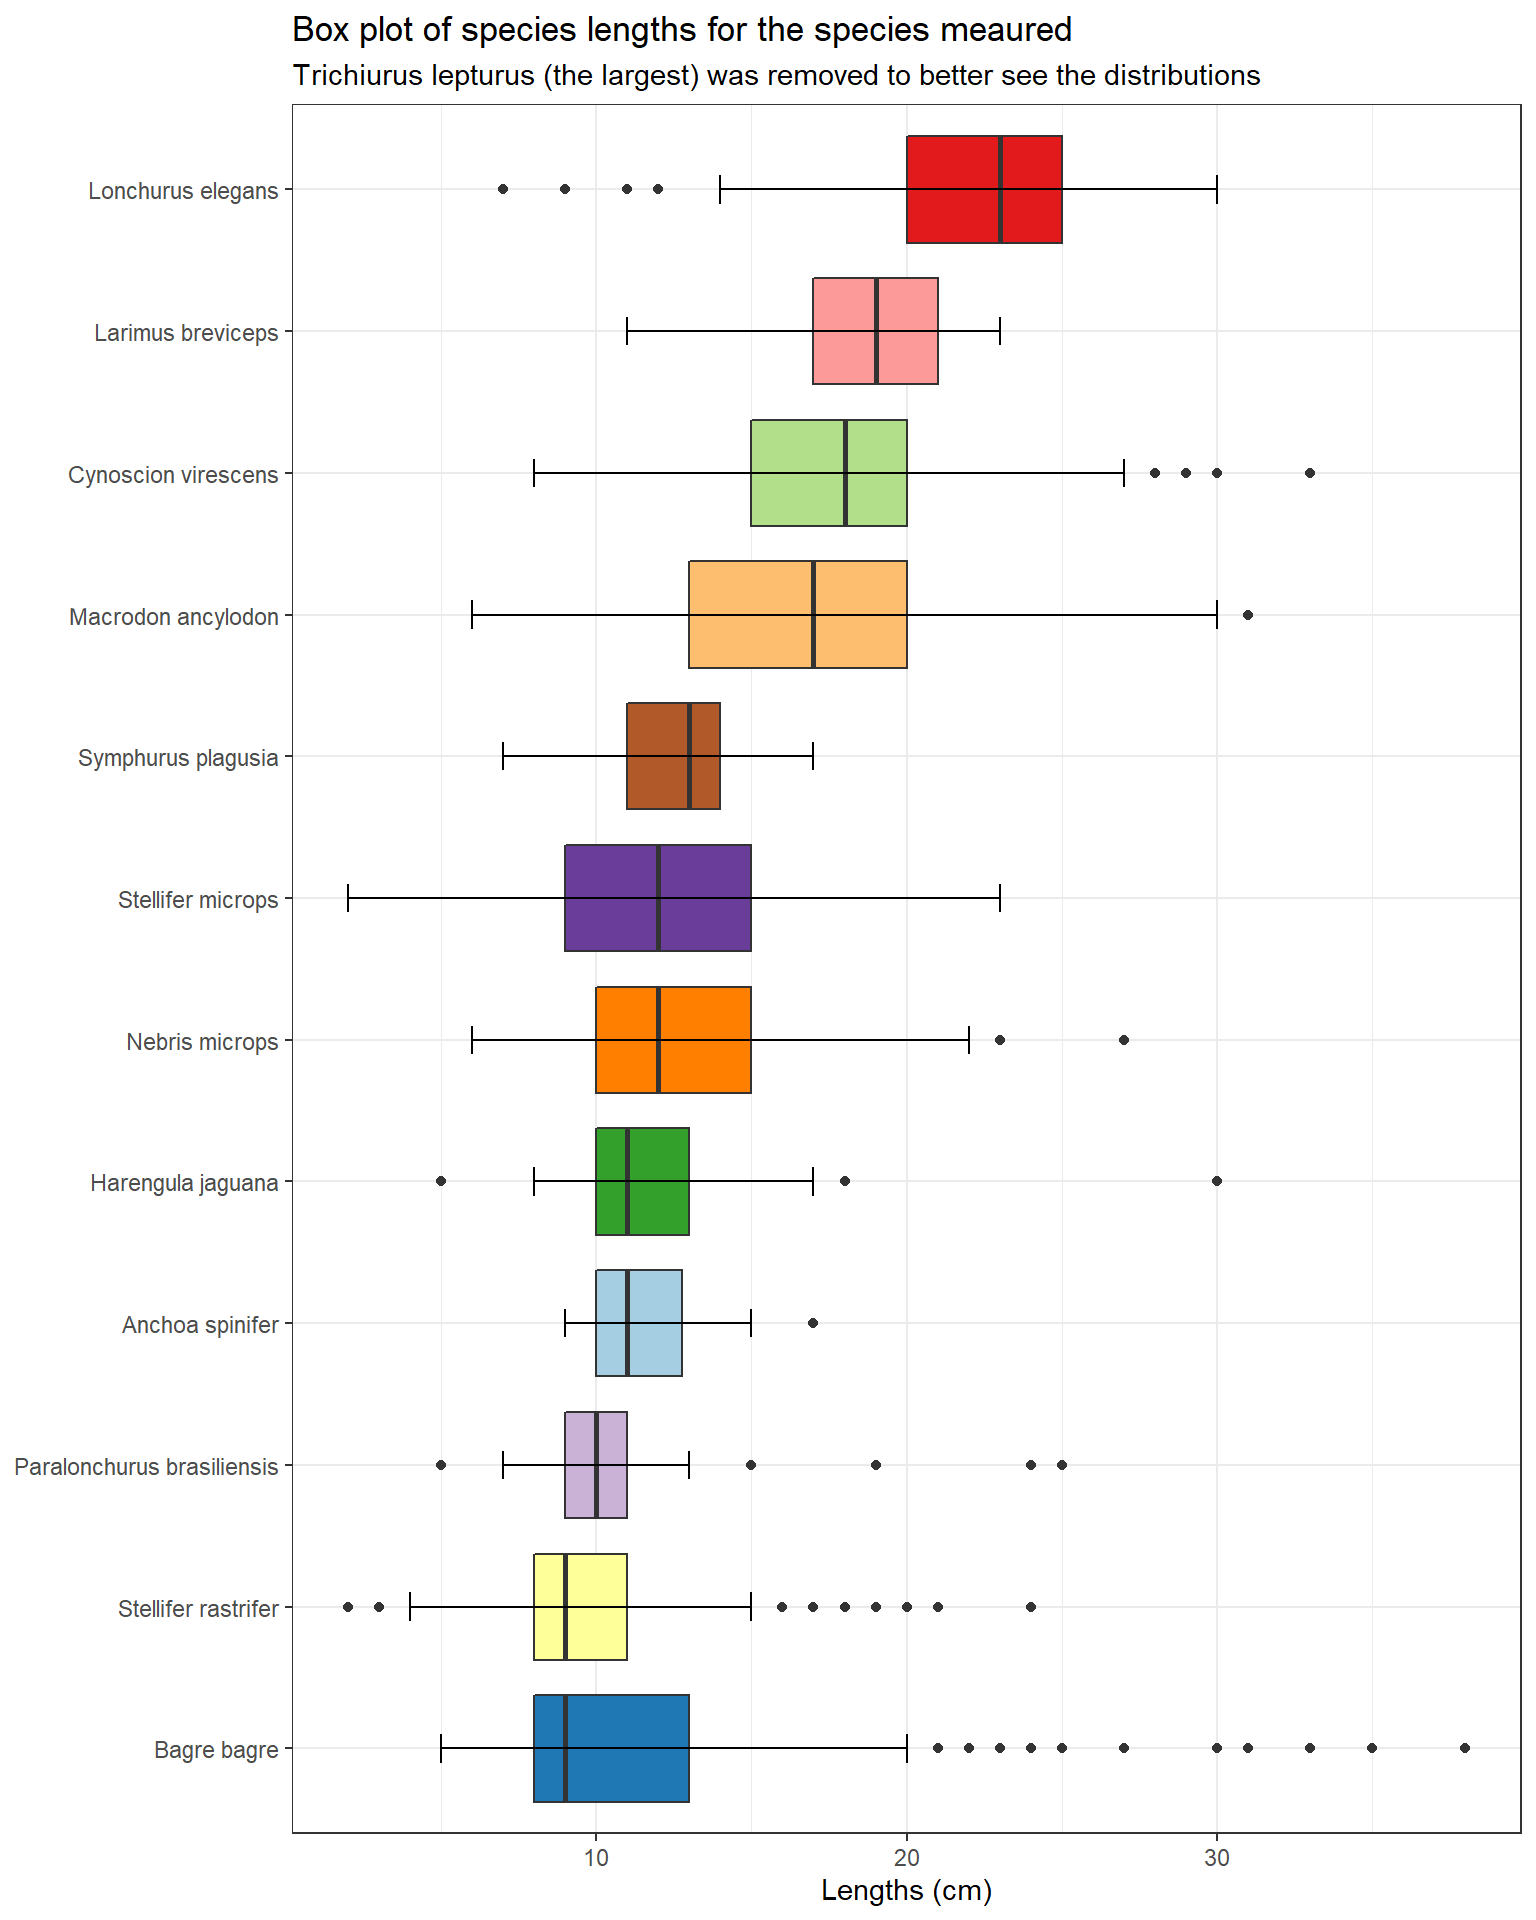 Box plot of species lengths for the species meaured
Trichiurus lepturus (the largest) was removed to better see the distributions
Lonchurus elegans
Larimus breviceps
Cynoscion virescens
Macrodon ancylodon
Symphurus plagusia
Stellifer microps
Nebris microps
Harengula jaguana
Anchoa spinifer
Paralonchurus brasiliensis
Stellifer rastrifer
Bagre bagre
10 20 30
Lengths (cm)